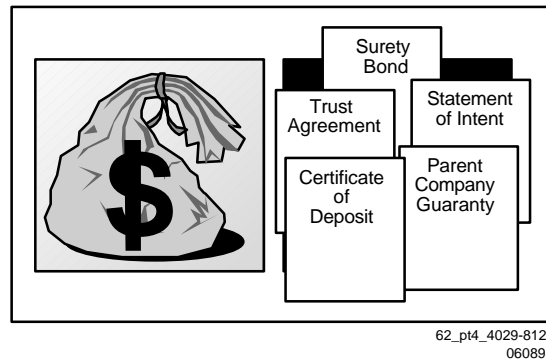 Surety
Bond
Trust
Agreement
Statement
of Intent
Certificate
of
Deposit
Parent
Company
Guaranty
$
62_pt4_4029-812
06089